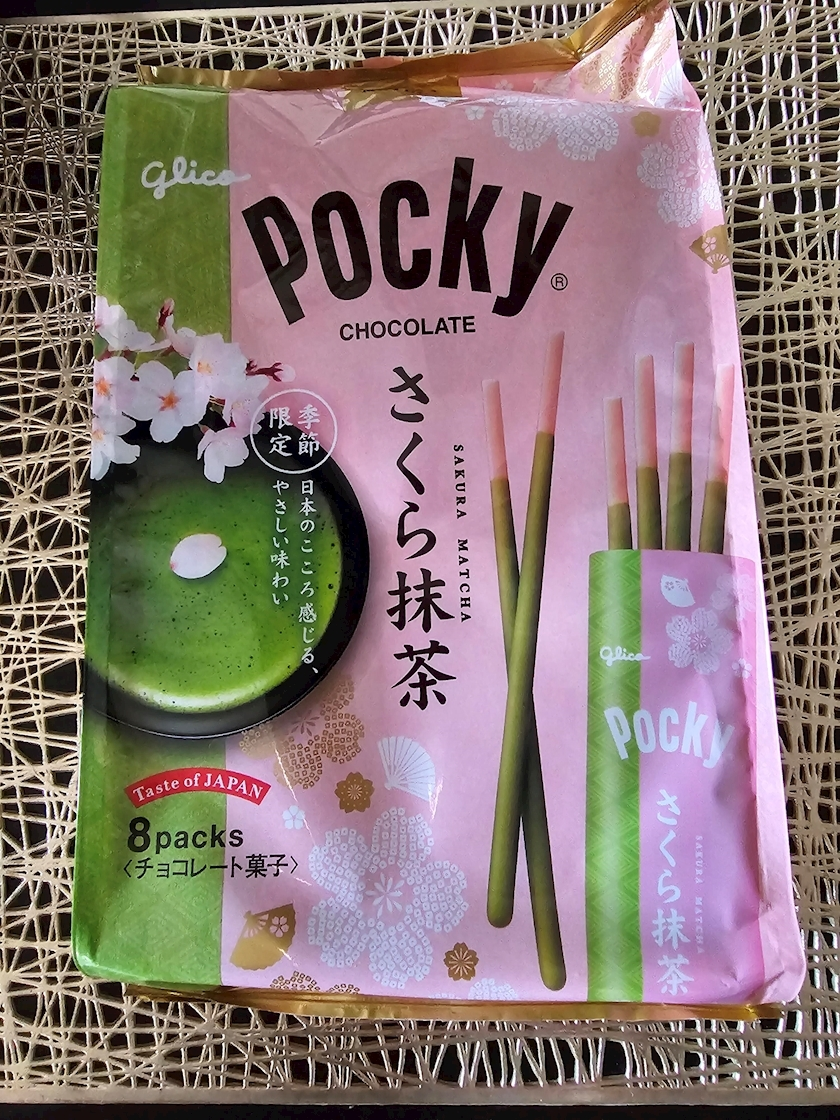 Glico
Pocky®
CHOCOLATE
さくら抹茶
SAKURA MATCHA
季節
限定
日本のこころ感じる、
やさしい味わい
Taste of JAPAN
8packs
〈チョコレート菓子〉
Glico
Pocky
さくら抹茶
SAKURA MATCHA